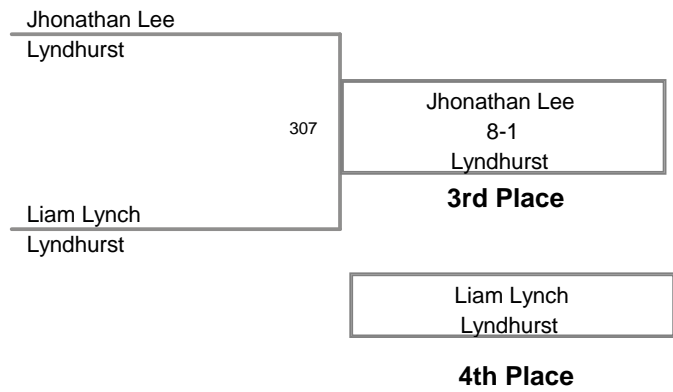 Jhonathan Lee
Lyndhurst
307
Jhonathan Lee
8-1
Lyndhurst
3rd Place
Liam Lynch
Lyndhurst
Liam Lynch
Lyndhurst
4th Place